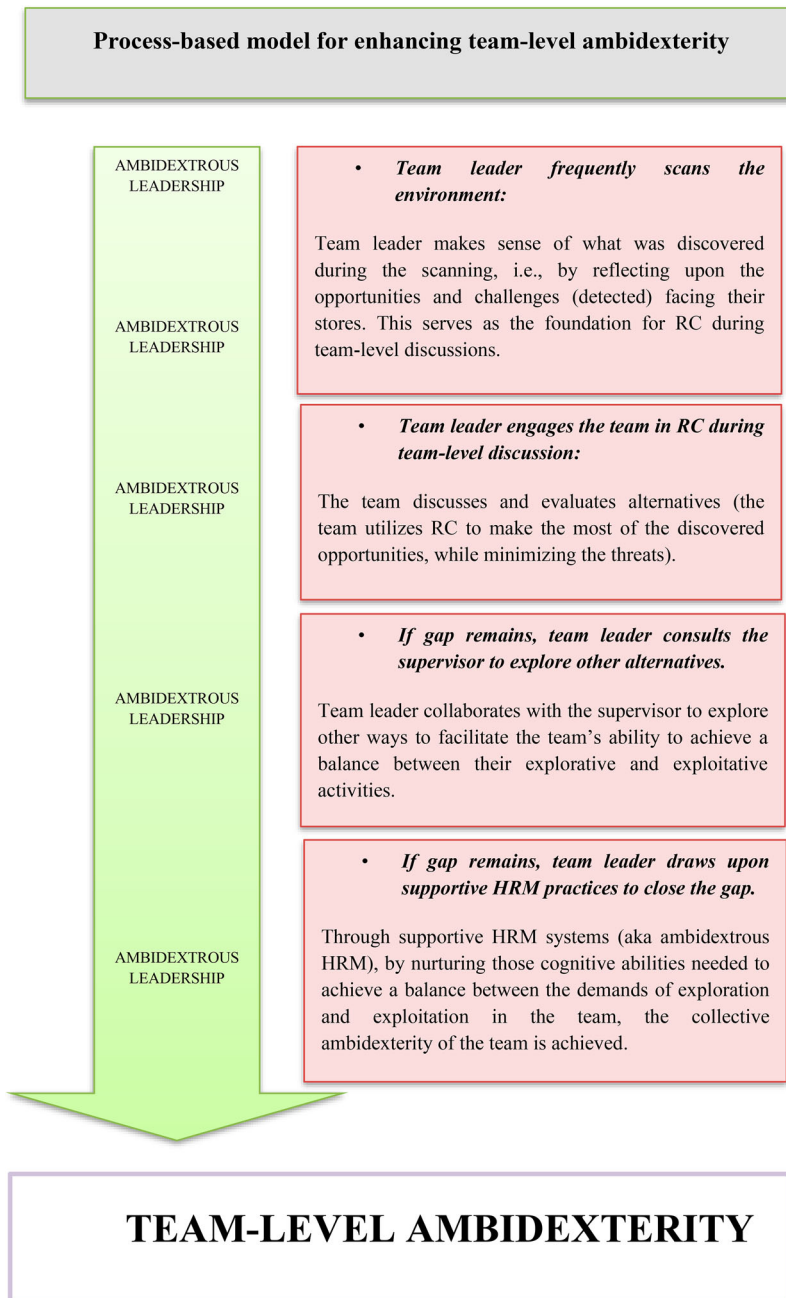 Process-based model for enhancing team-level ambidexterity
AMBIDEXTROUS
LEADERSHIP
• Team leader frequently scans the
environment:
Team leader makes sense of what was discovered
during the scanning, i.e., by reflecting upon the
opportunities and challenges (detected) facing their
stores. This serves as the foundation for RC during
team-level discussions.
AMBIDEXTROUS
LEADERSHIP
• Team leader engages the team in RC during
team-level discussion:
The team discusses and evaluates alternatives (the
team utilizes RC to make the most of the discovered
opportunities, while minimizing the threats).
AMBIDEXTROUS
LEADERSHIP
• If gap remains, team leader consults the
supervisor to explore other alternatives.
Team leader collaborates with the supervisor to explore
other ways to facilitate the team's ability to achieve a
balance between their explorative and exploitative
activities.
AMBIDEXTROUS
LEADERSHIP
• If gap remains, team leader draws upon
supportive HRM practices to close the gap.
Through supportive HRM systems (aka ambidextrous
HRM), by nurturing those cognitive abilities needed to
achieve a balance between the demands of exploration
and exploitation in the team, the collective
ambidexterity of the team is achieved.
AMBIDEXTROUS
LEADERSHIP
TEAM-LEVEL AMBIDEXTERITY